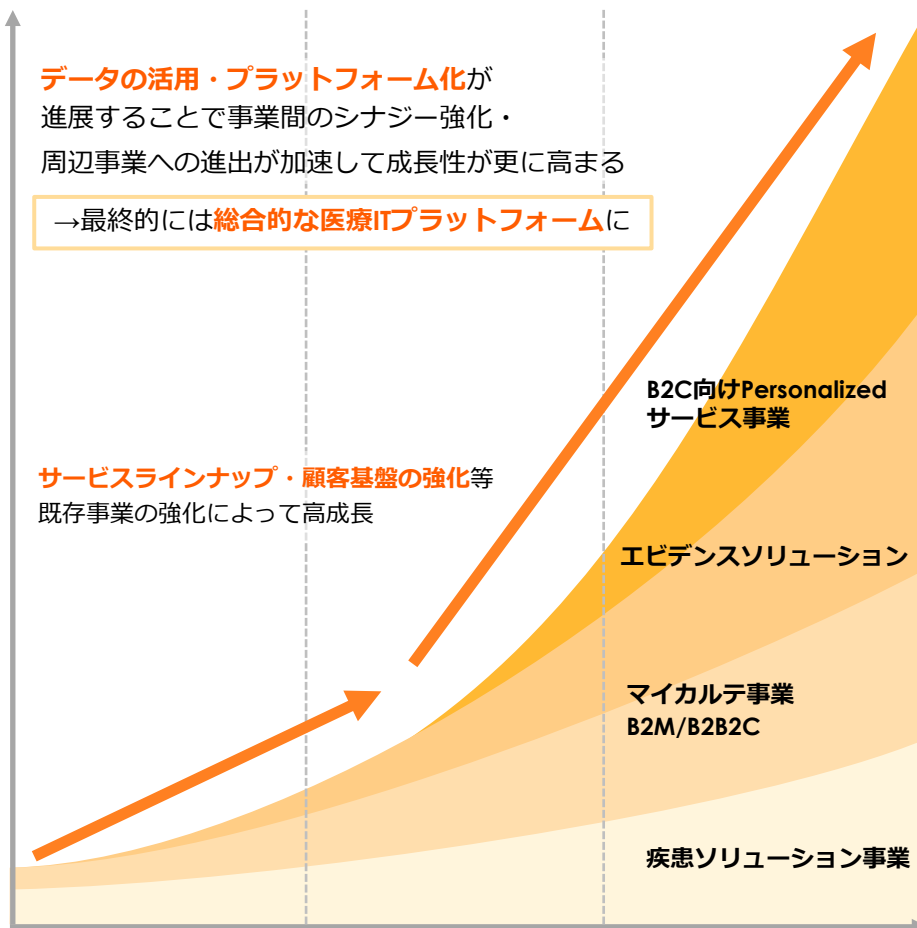 データの活用・プラットフォーム化が
進展することで事業間のシナジー強化・
周辺事業への進出が加速して成長性が更に高まる
→最終的には総合的な医療ITプラットフォームに
B2C向けPersonalized
サービス事業
サービスラインナップ・顧客基盤の強化等
既存事業の強化によって高成長
エビデンスソリューション
マイカルテ事業
B2M/B2B2C
疾患ソリューション事業